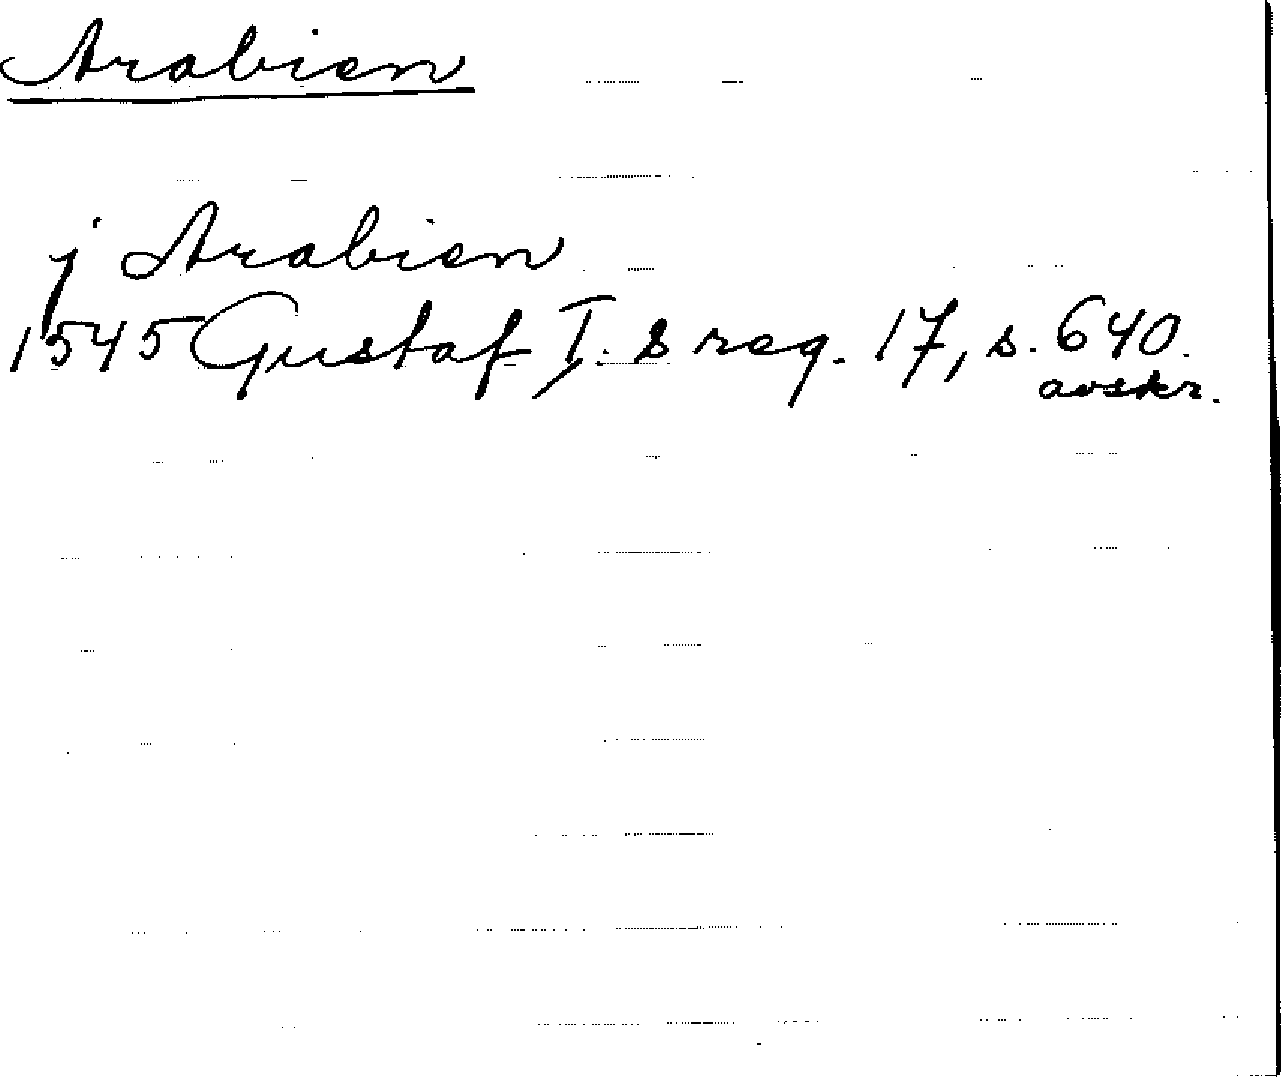 Arabien
j Arabien
1545 Gustaf I:s reg. 17, s. 640.
avskr.